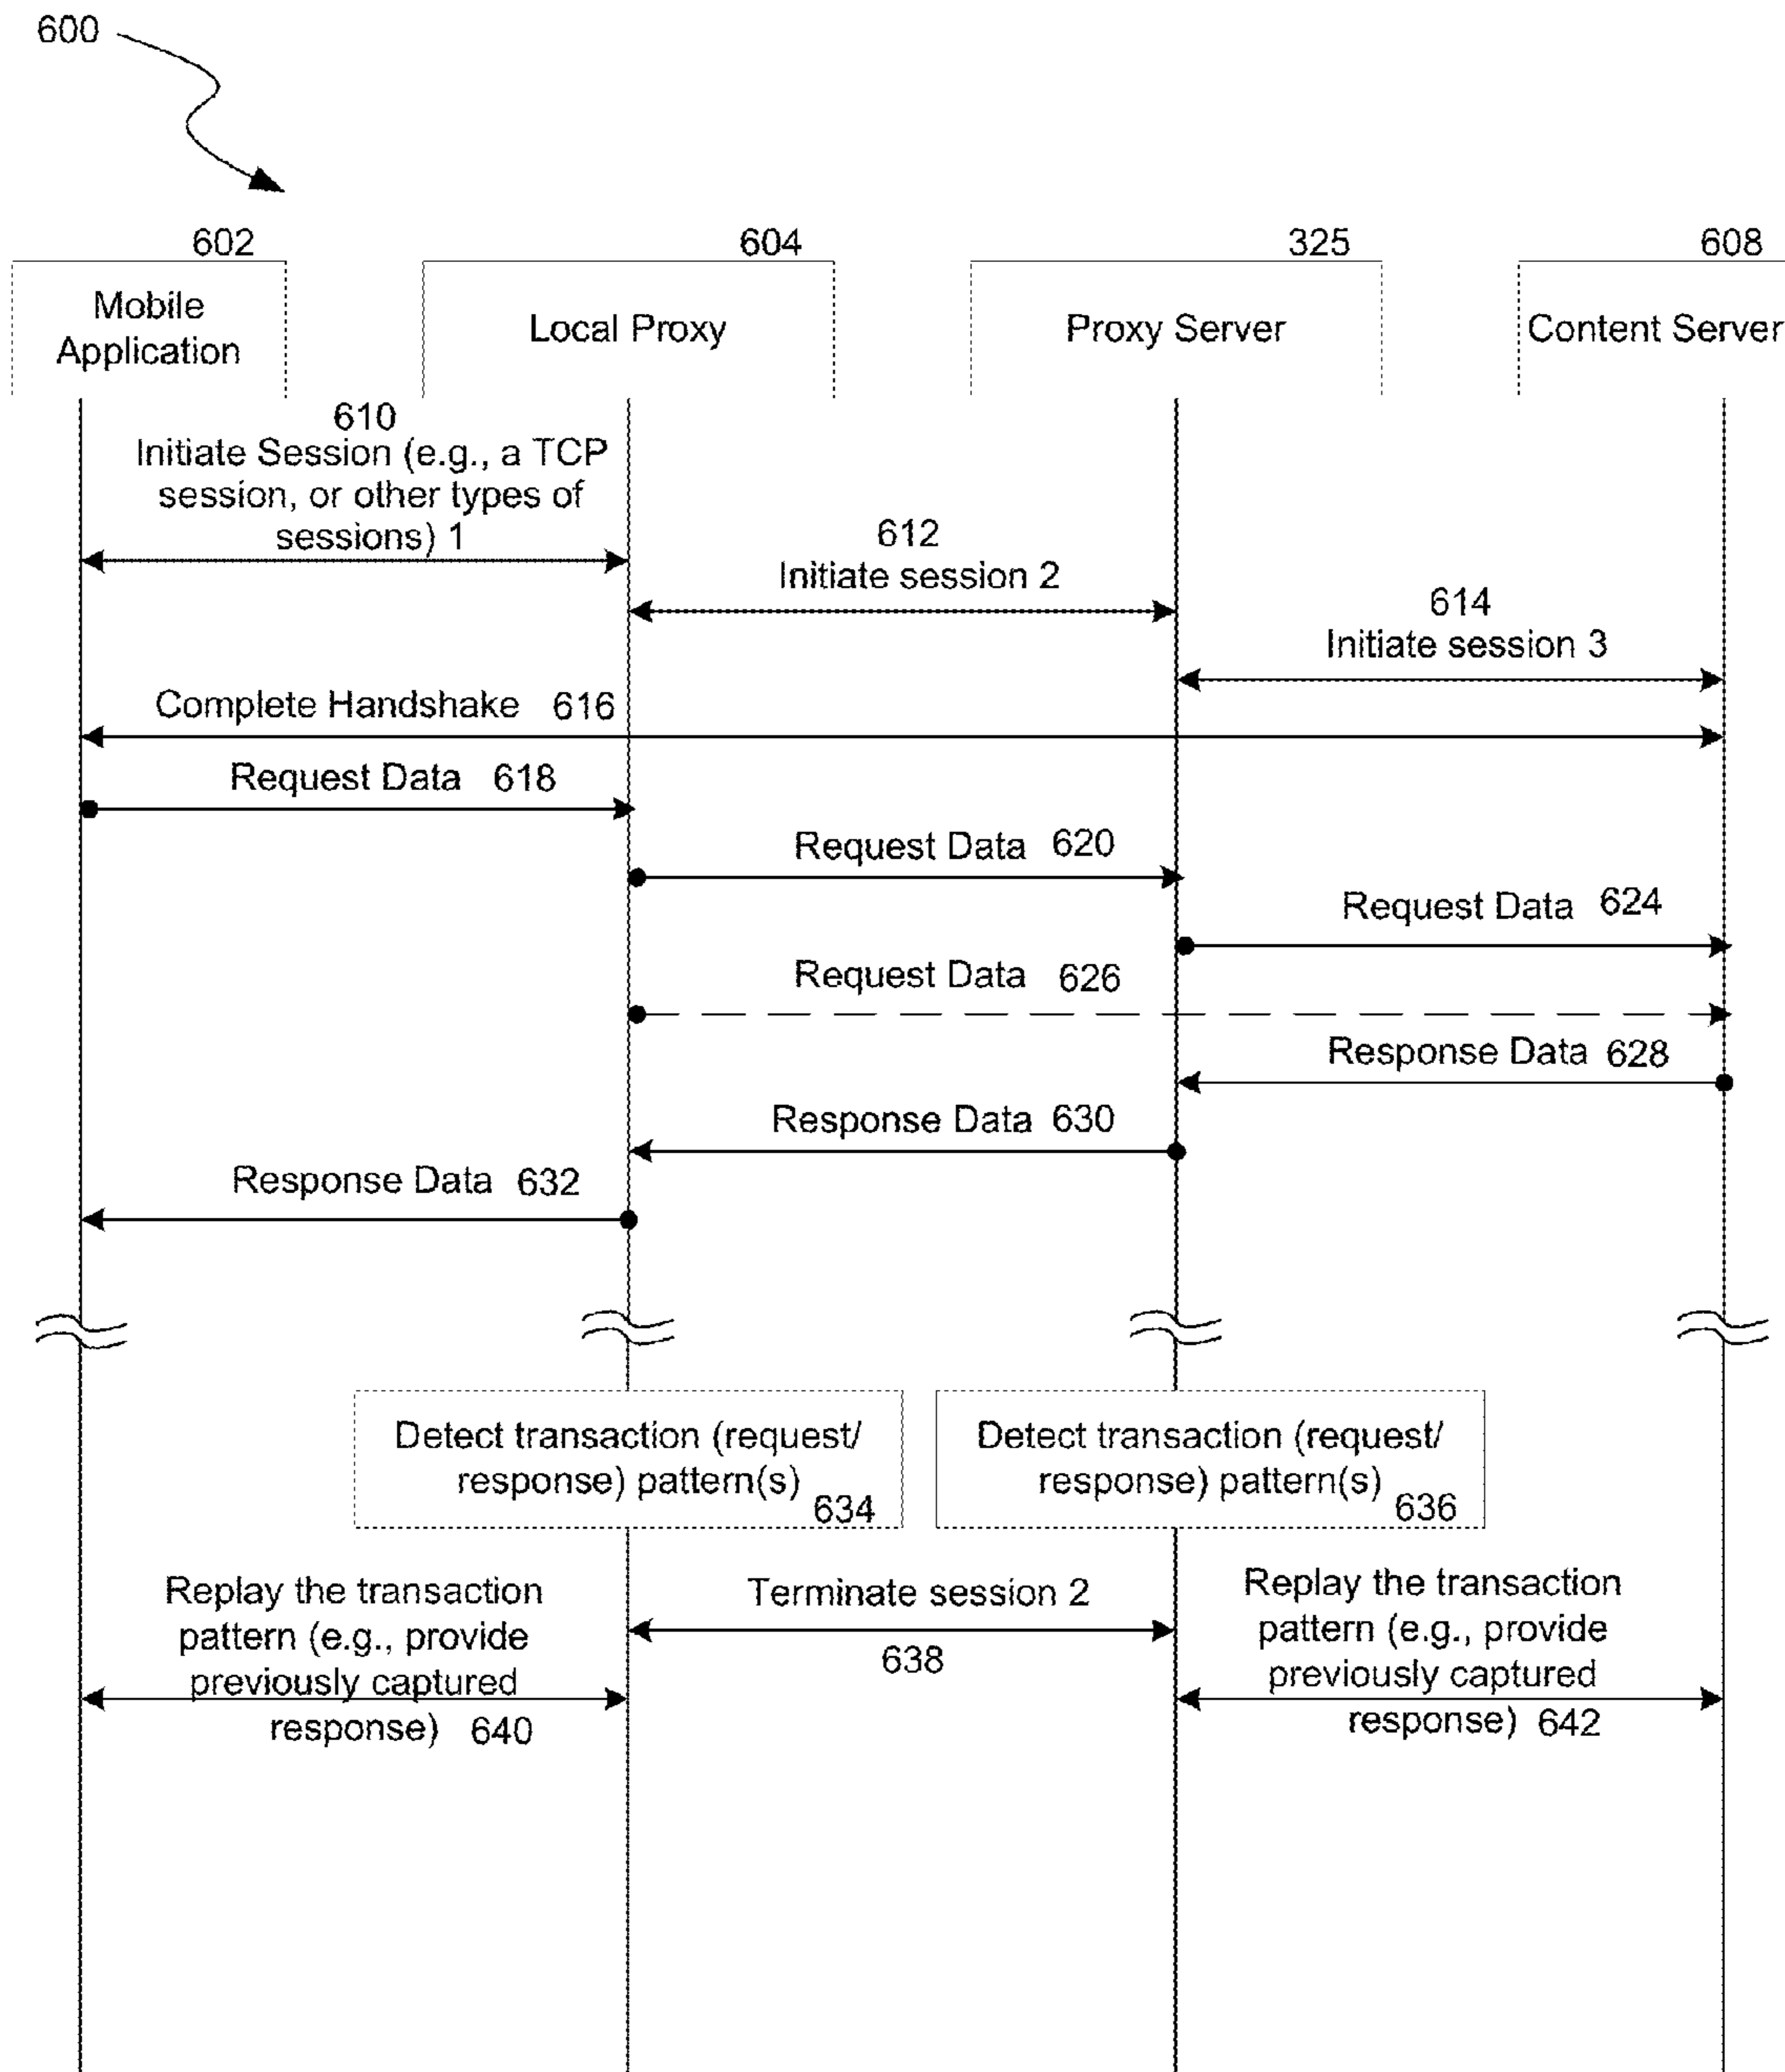 600
602
604
325
608
Mobile
Application
Local Proxy
Proxy Server
Content Server
610
Initiate Session (e.g., a TCP
session, or other types of
sessions) 1
612
Initiate session 2
614
Initiate session 3
Complete Handshake 616
Request Data 618
Request Data 620
Request Data 624
Request Data 626
Response Data 628
Response Data 630
Response Data 632
Detect transaction (request/
response) pattern(s)
634
Detect transaction (request/
response) pattern(s)
636
Replay the transaction
pattern (e.g., provide
previously captured
response) 640
Terminate session 2
638
Replay the transaction
pattern (e.g., provide
previously captured
response) 642